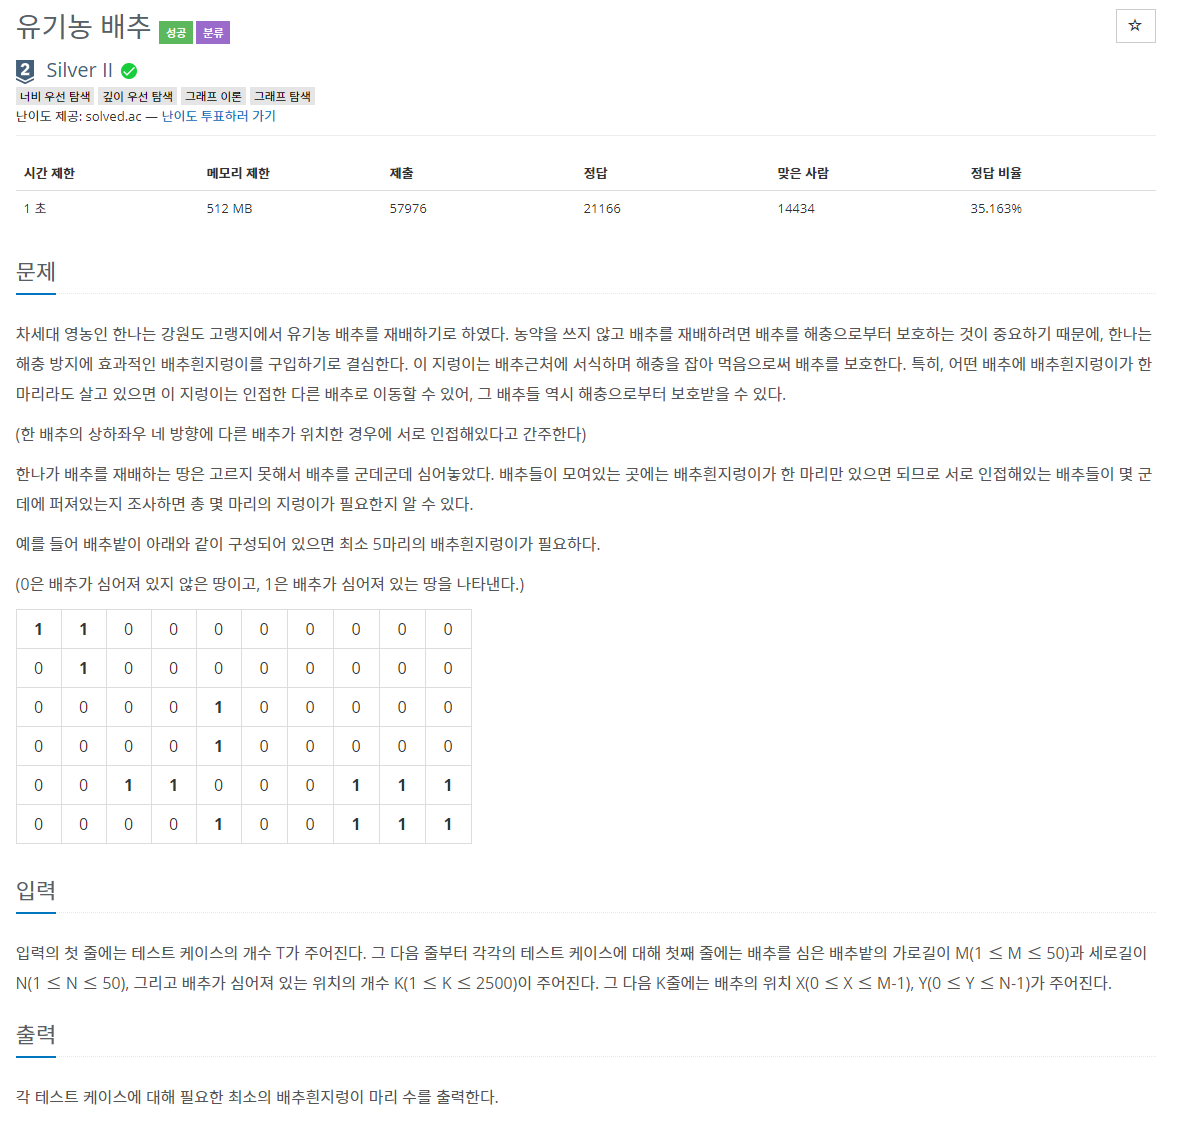 유기농 배추 성공 분류
☆
2 Silver II
너비 우선 탐색 깊이 우선 탐색 그래프 이론 그래프 탐색
난이도 제공: solved.ac — 난이도 투표하러 가기
시간 제한 메모리 제한 제출 정답 맞은 사람 정답 비율
1 초 512 MB 57976 21166 14434 35.163%
문제
차세대 영농인 한나는 강원도 고랭지에서 유기농 배추를 재배하기로 하였다. 농약을 쓰지 않고 배추를 재배하려면 배추를 해충으로부터 보호하는 것이 중요하기 때문에, 한나는
해충 방지에 효과적인 배추흰지렁이를 구입하기로 결심한다. 이 지렁이는 배추근처에 서식하며 해충을 잡아 먹음으로써 배추를 보호한다. 특히, 어떤 배추에 배추흰지렁이가 한
마리라도 살고 있으면 이 지렁이는 인접한 다른 배추로 이동할 수 있어, 그 배추들 역시 해충으로부터 보호받을 수 있다.
(한 배추의 상하좌우 네 방향에 다른 배추가 위치한 경우에 서로 인접해있다고 간주한다)
한나가 배추를 재배하는 땅은 고르지 못해서 배추를 군데군데 심어놓았다. 배추들이 모여있는 곳에는 배추흰지렁이가 한 마리만 있으면 되므로 서로 인접해있는 배추들이 몇 군
데에 퍼져있는지 조사하면 총 몇 마리의 지렁이가 필요한지 알 수 있다.
예를 들어 배추밭이 아래와 같이 구성되어 있으면 최소 5마리의 배추흰지렁이가 필요하다.
(0은 배추가 심어져 있지 않은 땅이고, 1은 배추가 심어져 있는 땅을 나타낸다.)
1 1 0 0 0 0 0 0 0 0
0 1 0 0 0 0 0 0 0 0
0 0 0 0 1 0 0 0 0 0
0 0 0 0 1 0 0 0 0 0
0 0 1 1 0 0 0 1 1 1
0 0 0 0 1 0 0 1 1 1
입력
입력의 첫 줄에는 테스트 케이스의 개수 T가 주어진다. 그 다음 줄부터 각각의 테스트 케이스에 대해 첫째 줄에는 배추를 심은 배추밭의 가로길이 M(1 ≤ M ≤ 50)과 세로길이
N(1 ≤ N ≤ 50), 그리고 배추가 심어져 있는 위치의 개수 K(1 ≤ K ≤ 2500)이 주어진다. 그 다음 K줄에는 배추의 위치 X(0 ≤ X ≤ M-1), Y(0 ≤ Y ≤ N-1)가 주어진다.
출력
각 테스트 케이스에 대해 필요한 최소의 배추흰지렁이 마리 수를 출력한다.